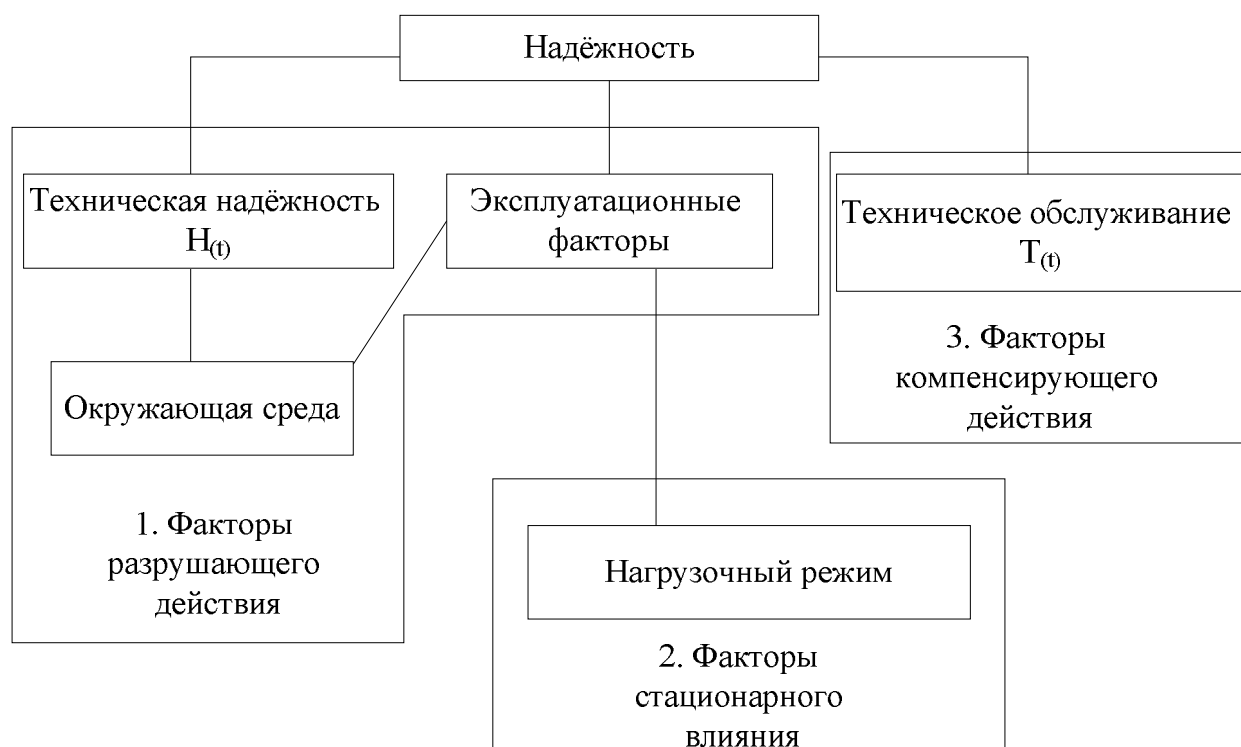 Надёжность
Техническая надёжность
H(t)
Эксплуатационные
факторы
Техническое обслуживание
T(t)
Окружающая среда
3. Факторы
компенсирующего
действия
1. Факторы
разрушающего
действия
Нагрузочный режим
2. Факторы
стационарного
влияния